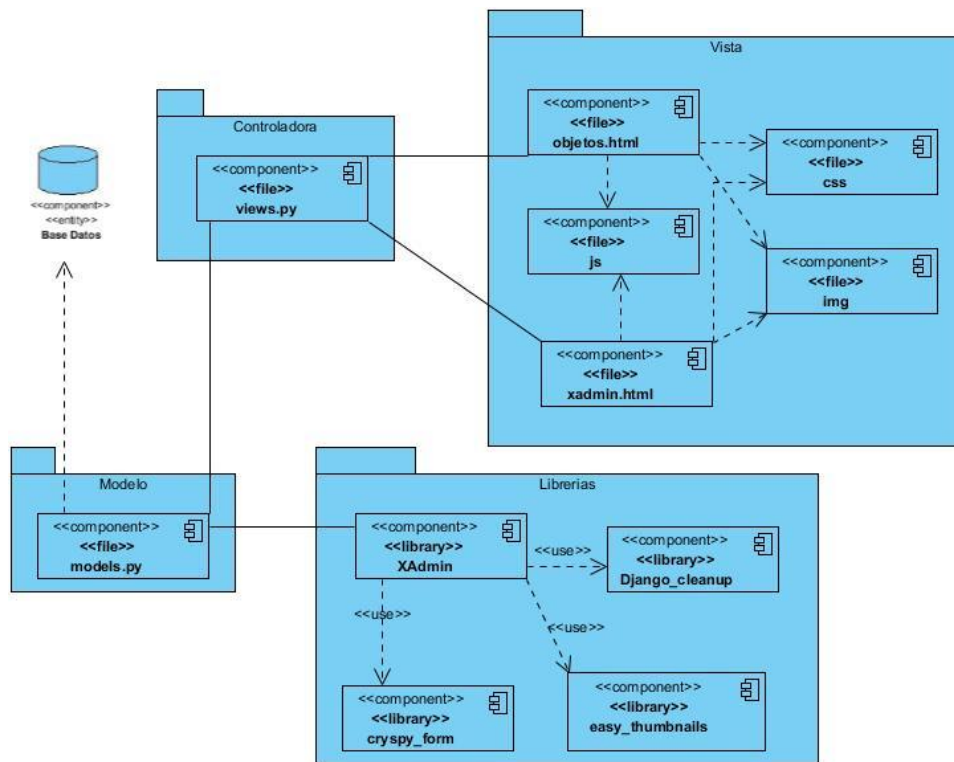 Vista
<<component>>
<<file>>
objetos.html
<<component>>
<<file>>
css
<<component>>
<<file>>
js
<<component>>
<<file>>
img
<<component>>
<<file>>
xadmin.html
Controladora
<<component>>
<<file>>
views.py
<<component>>
<<entity>>
Base Datos
Modelo
<<component>>
<<file>>
models.py
Librerias
<<component>>
<<library>>
XAdmin
<<use>>
<<component>>
<<library>>
Django_cleanup
<<use>>
<<use>>
<<component>>
<<library>>
cryspy_form
<<component>>
<<library>>
easy_thumbnails